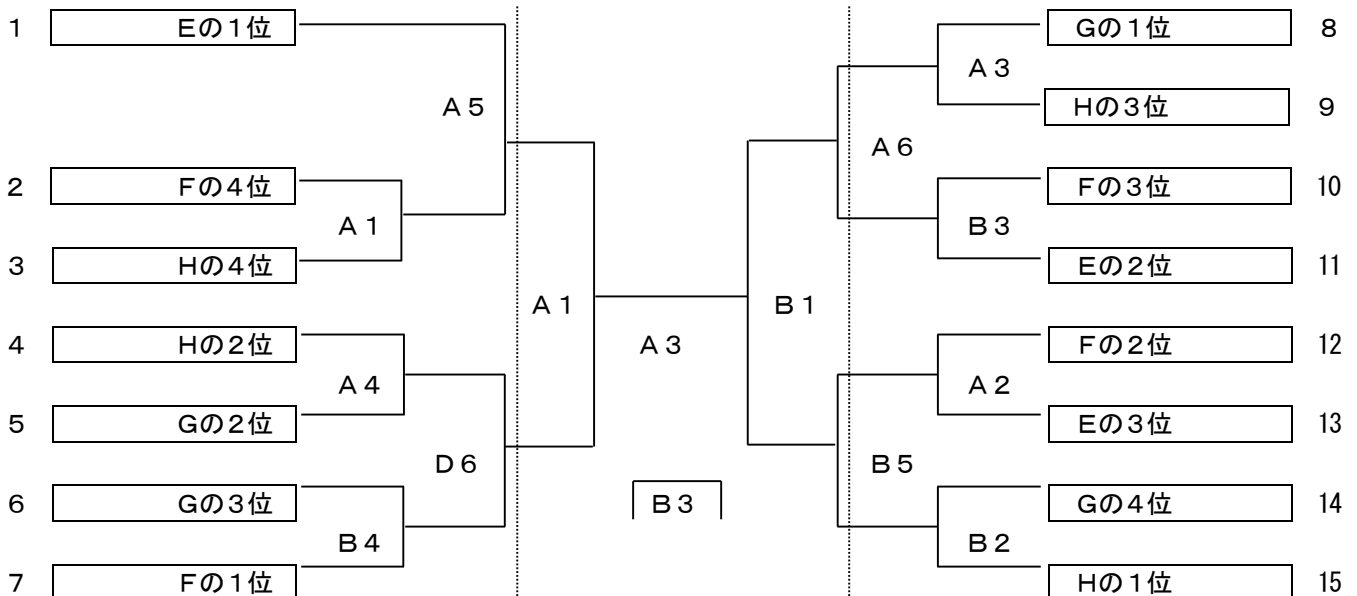 1 Eの1位 Gの1位 8
A3
A5 Hの3位 9
A6
2 Fの4位 Fの3位 10
A1 B3
3 Hの4位 Eの2位 11
A1 B1
4 Hの2位 A3 Fの2位 12
A4 A2
5 Gの2位 Eの3位 13
D6 B5
6 Gの3位 B3 Gの4位 14
B4 B2
7 Fの1位 Hの1位 15